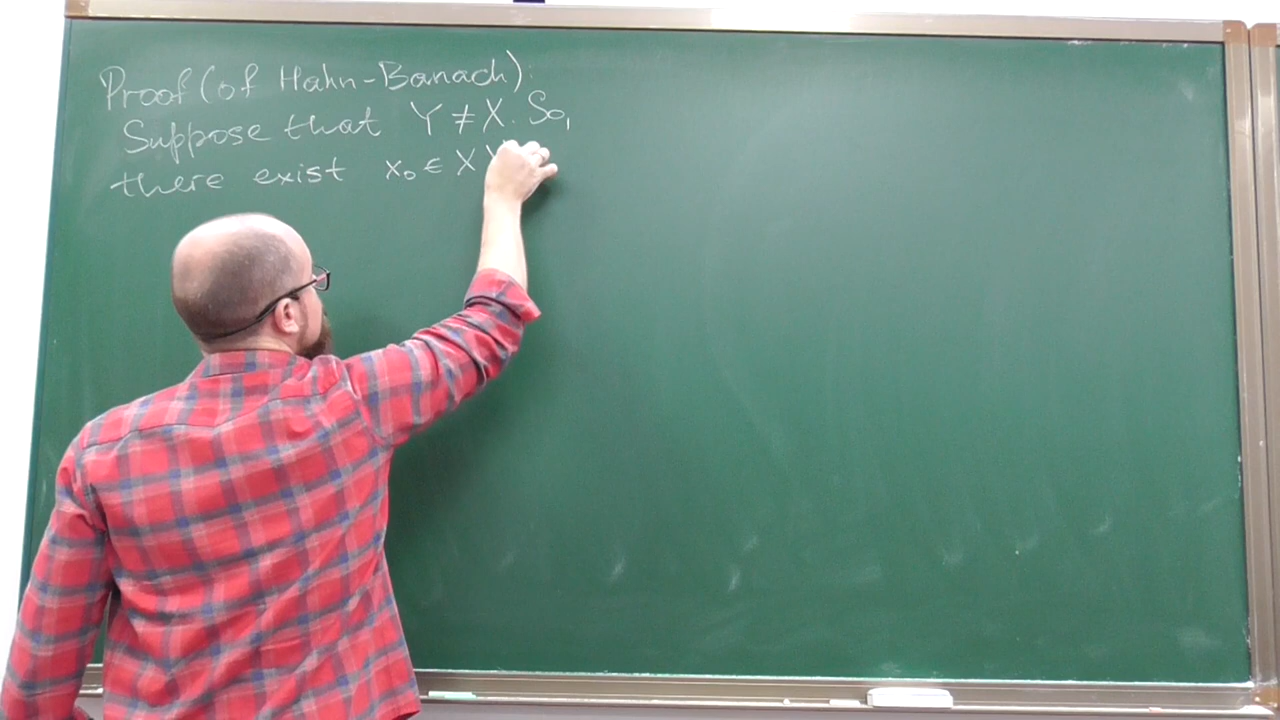 Proof (of Hahn-Banach):
Suppose that Y ≠ X. So,
there exist x₀ ∈ X \